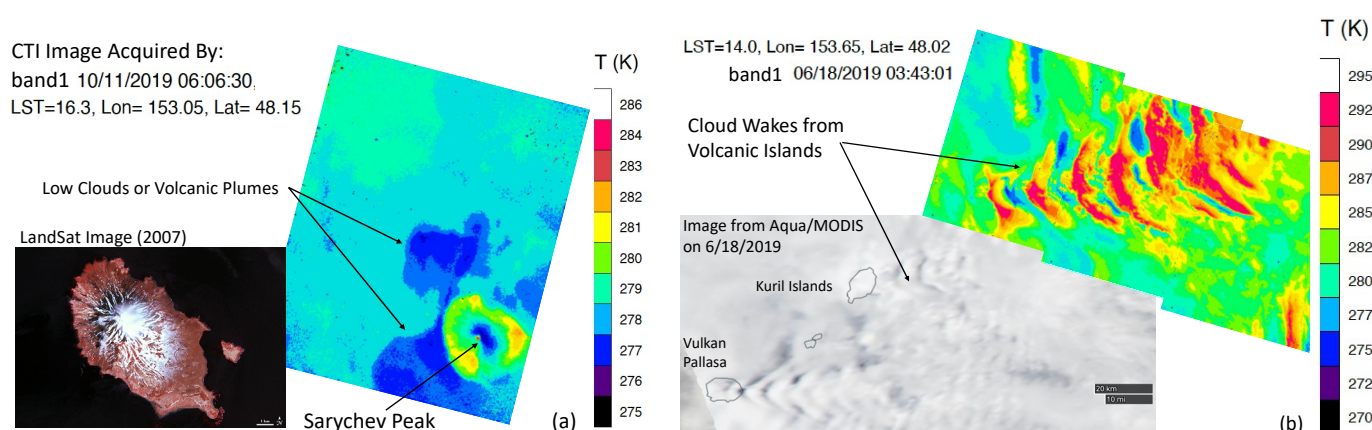 CTI Image Acquired By:
band1 10/11/2019 06:06:30,
LST=16.3, Lon= 153.05, Lat= 48.15
Low Clouds or Volcanic Plumes
LandSat Image (2007)
Sarychev Peak
(a)
T (K)
286
284
283
282
281
280
279
278
277
276
275
LST=14.0, Lon= 153.65, Lat= 48.02
band1 06/18/2019 03:43:01
Cloud Wakes from
Volcanic Islands
Image from Aqua/MODIS
on 6/18/2019
Kuril Islands
Vulkan
Pallasa
20 km
10 mi
(b)
T (K)
295
292
290
287
285
282
280
277
275
272
270